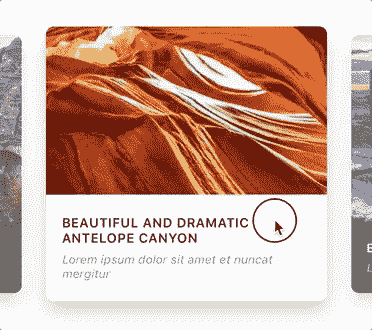 BEAUTIFUL AND DRAMATIC
ANTELOPE CANYON
Lorem ipsum dolor sit amet et nuncat
mergitur